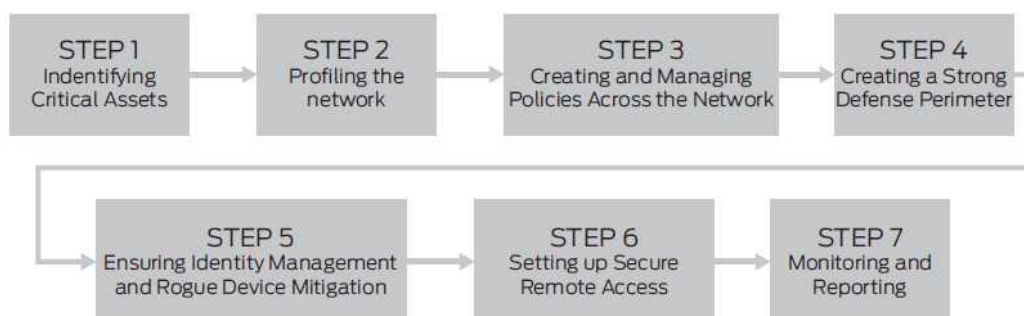 STEP 1
Indentifying
Critical Assets
STEP 2
Profiling the
network
STEP 3
Creating and Managing
Policies Across the Network
STEP 4
Creating a Strong
Defense Perimeter
STEP 5
Ensuring Identity Management
and Rogue Device Mitigation
STEP 6
Setting up Secure
Remote Access
STEP 7
Monitoring and
Reporting